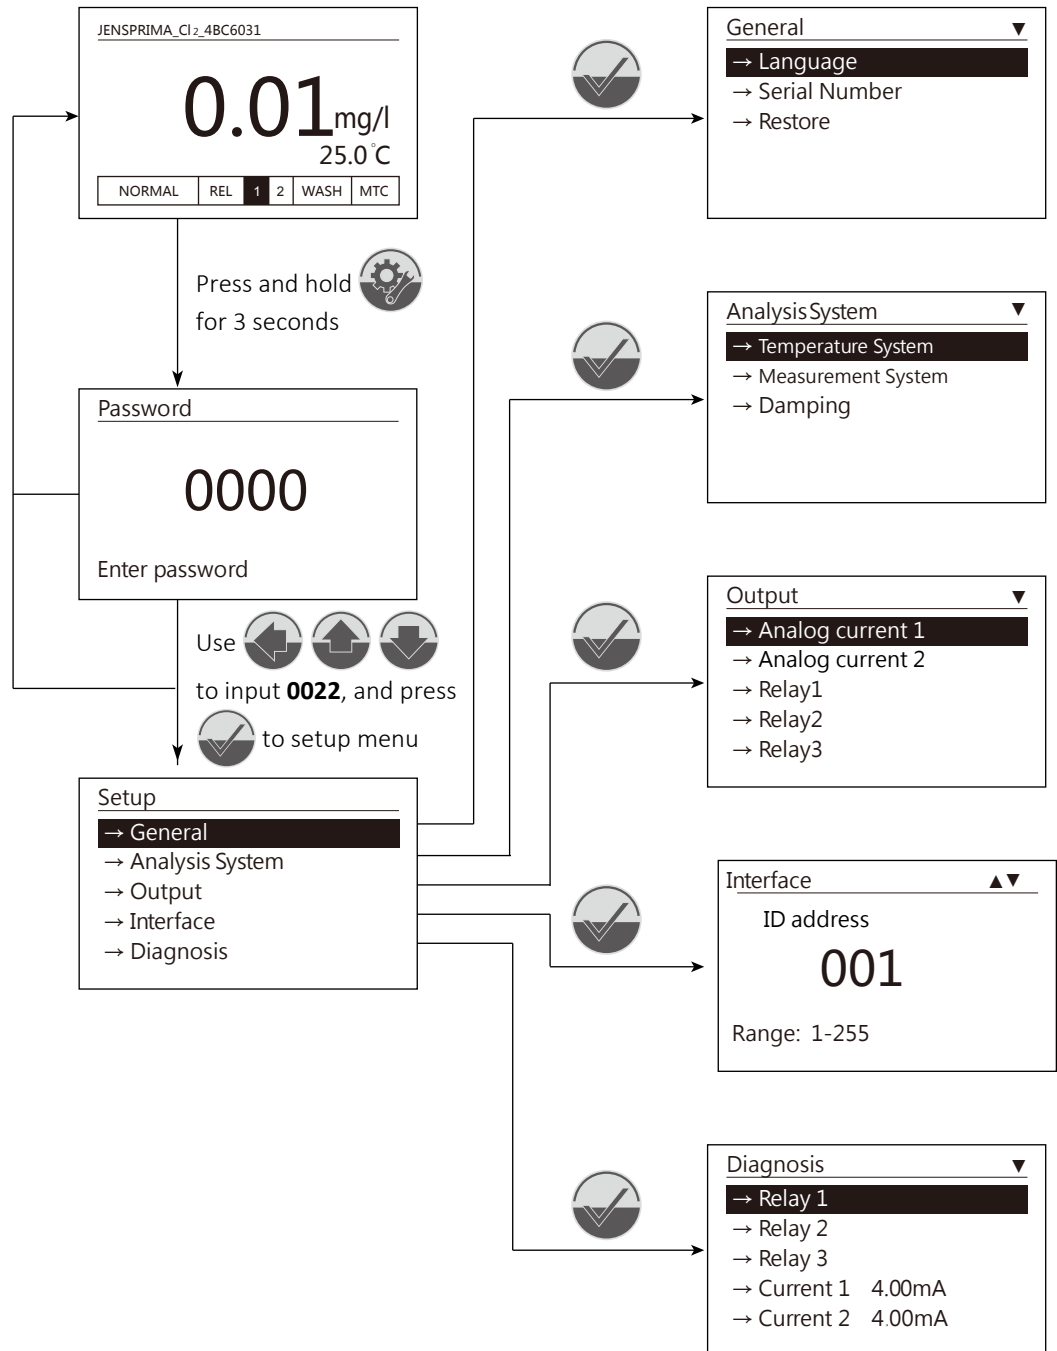 JENSPRIMA_Cl2_4BC6031
0.01mg/l
25.0°C
NORMAL REL 1 2 WASH MTC
Press and hold
for 3 seconds
Password
0000
Enter password
Use
to input 0022, and press
to setup menu
Setup
→ General
→ Analysis System
→ Output
→ Interface
→ Diagnosis
General ▼
→ Language
→ Serial Number
→ Restore
Analysis System ▼
→ Temperature System
→ Measurement System
→ Damping
Output ▼
→ Analog current 1
→ Analog current 2
→ Relay1
→ Relay2
→ Relay3
Interface ▲▼
ID address
001
Range: 1-255
Diagnosis ▼
→ Relay 1
→ Relay 2
→ Relay 3
→ Current 1 4.00mA
→ Current 2 4.00mA